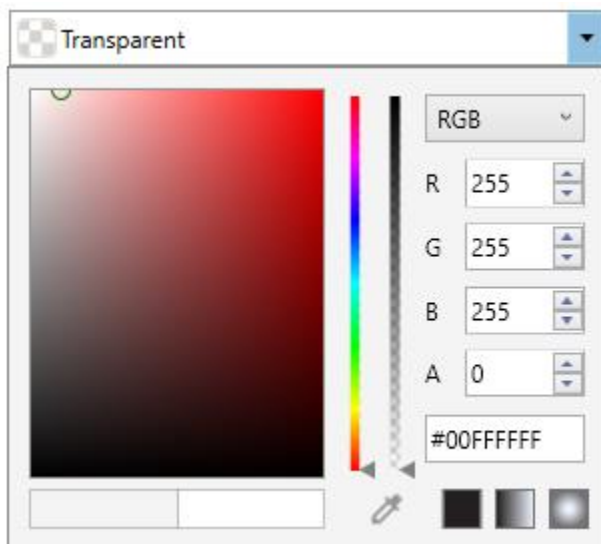 Transparent
RGB
R 255
G 255
B 255
A 0
#00FFFFFF